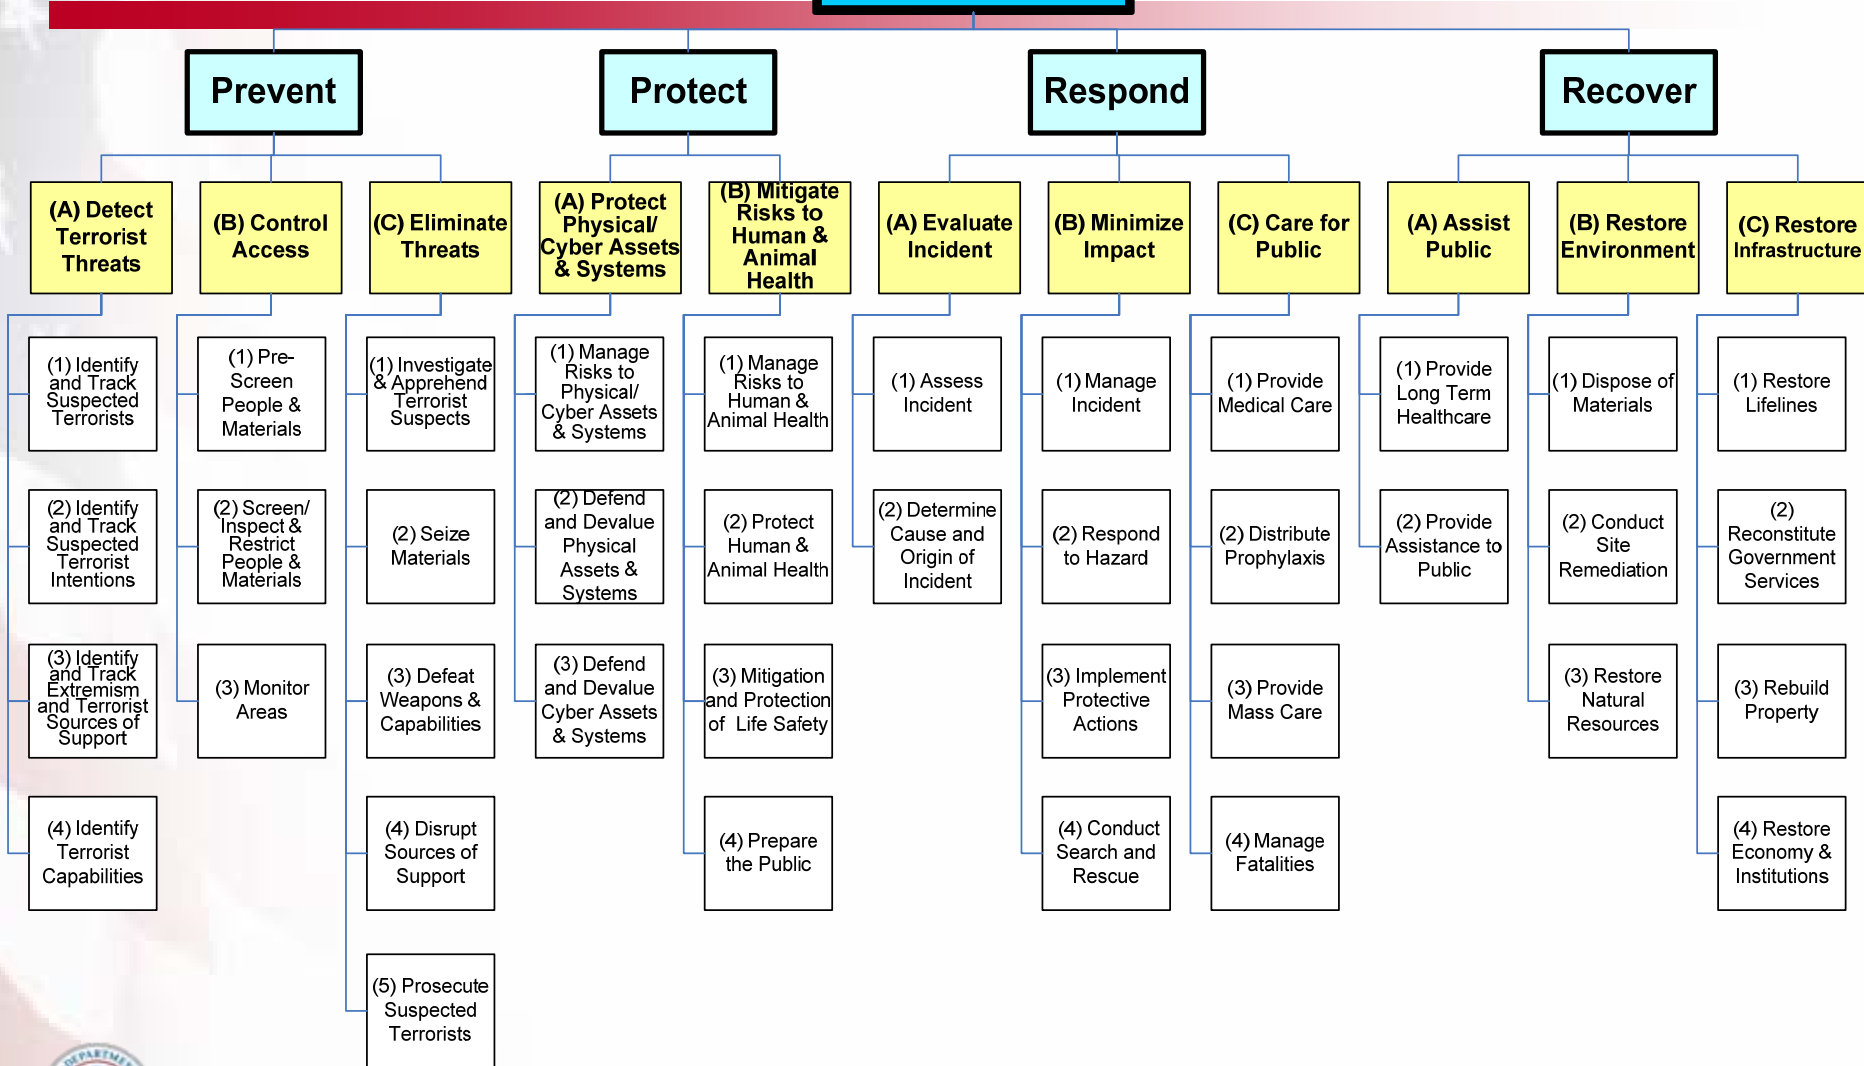 Prevent
Protect
Respond
Recover
(A) Detect
Terrorist
Threats
(B) Control
Access
(C) Eliminate
Threats
(A) Protect
Physical/
Cyber Assets
& Systems
(B) Mitigate
Risks to
Human &
Animal
Health
(A) Evaluate
Incident
(B) Minimize
Impact
(C) Care for
Public
(A) Assist
Public
(B) Restore
Environment
(C) Restore
Infrastructure
(1) Identify
and Track
Suspected
Terrorists
(1) Pre-
Screen
People &
Materials
(1) Investigate
& Apprehend
Terrorist
Suspects
(1) Manage
Risks to
Physical/
Cyber Assets
& Systems
(1) Manage
Risks to
Human &
Animal Health
(1) Assess
Incident
(1) Manage
Incident
(1) Provide
Medical Care
(1) Provide
Long Term
Healthcare
(1) Dispose of
Materials
(1) Restore
Lifelines
(2) Identify
and Track
Suspected
Terrorist
Intentions
(2) Screen/
Inspect &
Restrict
People &
Materials
(2) Seize
Materials
(2) Defend
and Devalue
Physical
Assets &
Systems
(2) Protect
Human &
Animal Health
(2) Determine
Cause and
Origin of
Incident
(2) Respond
to Hazard
(2) Distribute
Prophylaxis
(2) Provide
Assistance to
Public
(2) Conduct
Site
Remediation
(2)
Reconstitute
Government
Services
(3) Identify
and Track
Extremism
and Terrorist
Sources of
Support
(3) Monitor
Areas
(3) Defeat
Weapons &
Capabilities
(3) Defend
and Devalue
Cyber Assets
& Systems
(3) Mitigation
and Protection
of Life Safety
(3) Implement
Protective
Actions
(3) Provide
Mass Care
(3) Restore
Natural
Resources
(3) Rebuild
Property
(4) Identify
Terrorist
Capabilities
(4) Disrupt
Sources of
Support
(4) Prepare
the Public
(4) Conduct
Search and
Rescue
(4) Manage
Fatalities
(4) Restore
Economy &
Institutions
(5) Prosecute
Suspected
Terrorists